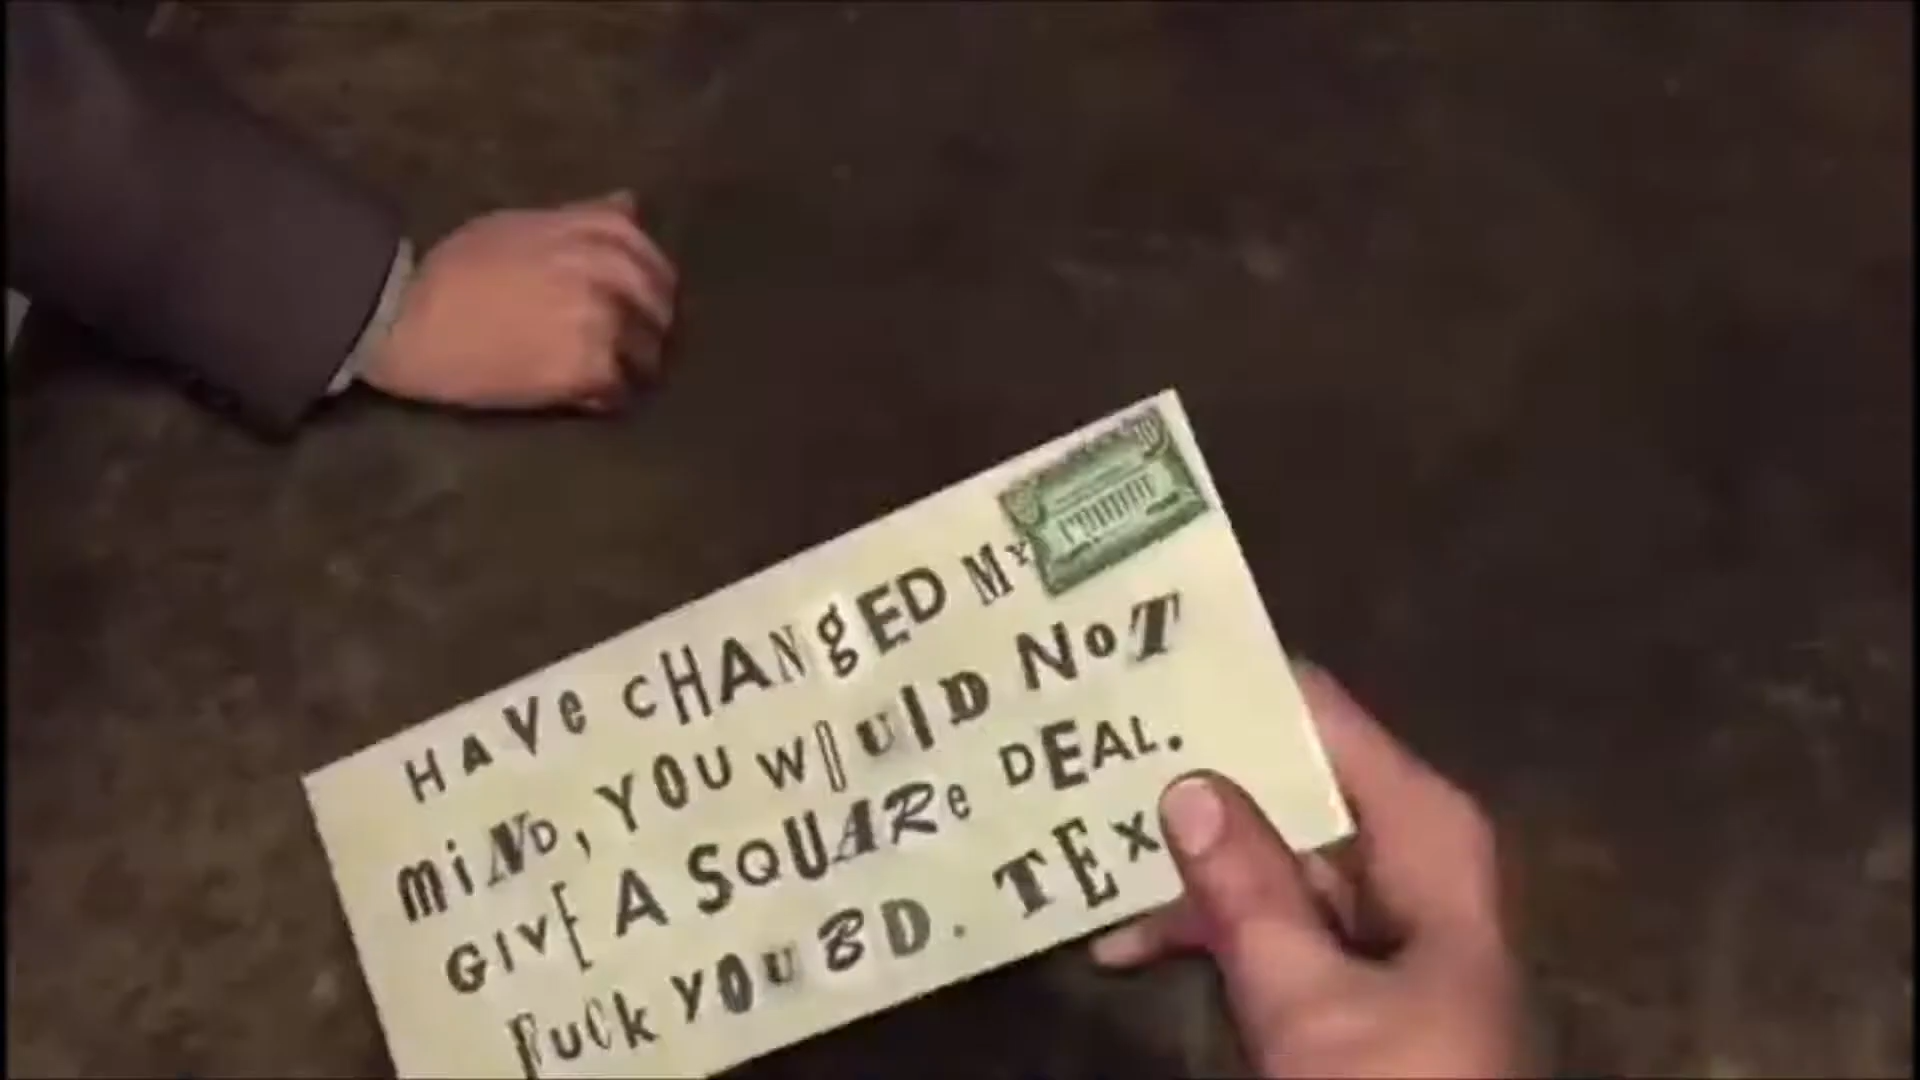 HAVe cHANgED MY
miND, YOU WOulD NoT
GIVE A SQUARe DEAL.
FuCk YOu BD. TEx